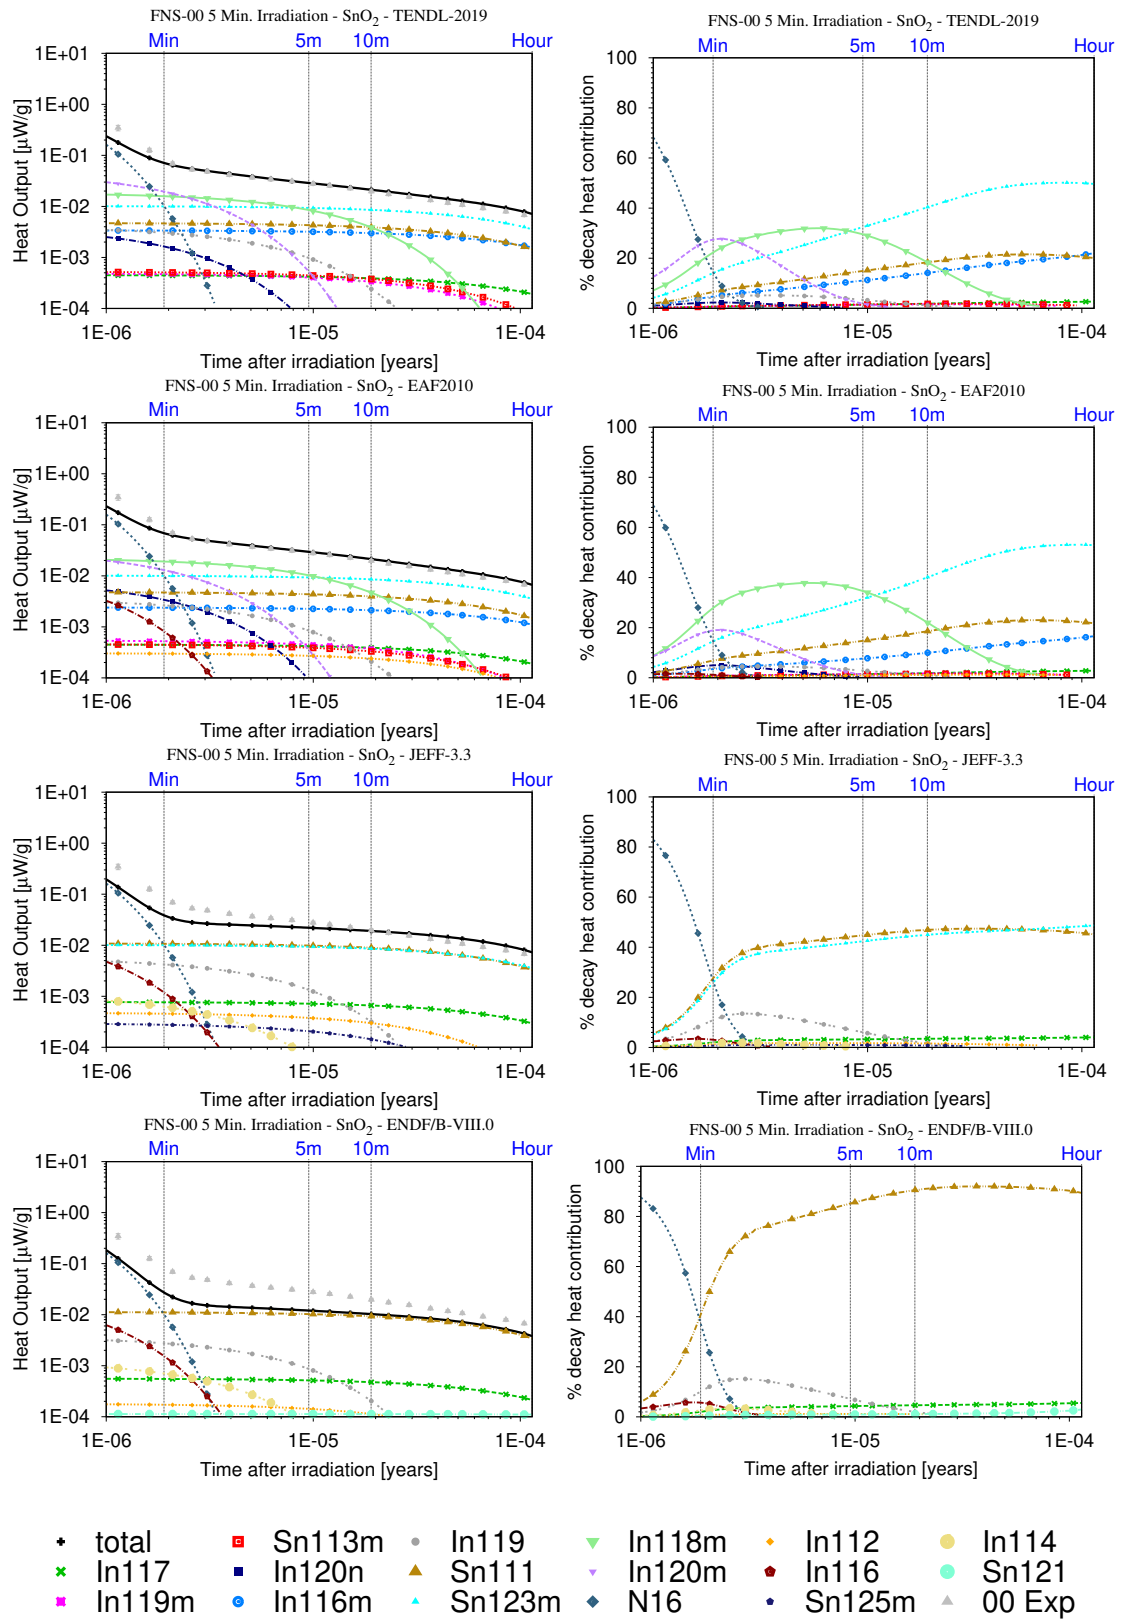 FNS-00 5 Min. Irradiation - SnO2 - TENDL-2019
Min 5m 10m Hour
1E+01
1E+00
1E-01
1E-02
1E-03
1E-04
Heat Output [µW/g]
1E-06 1E-05 1E-04
Time after irradiation [years]
FNS-00 5 Min. Irradiation - SnO2 - TENDL-2019
Min 5m 10m Hour
100
80
60
40
20
0
% decay heat contribution
1E-06 1E-05 1E-04
Time after irradiation [years]
FNS-00 5 Min. Irradiation - SnO2 - EAF2010
Min 5m 10m Hour
1E+01
1E+00
1E-01
1E-02
1E-03
1E-04
Heat Output [µW/g]
1E-06 1E-05 1E-04
Time after irradiation [years]
FNS-00 5 Min. Irradiation - SnO2 - EAF2010
Min 5m 10m Hour
100
80
60
40
20
0
% decay heat contribution
1E-06 1E-05 1E-04
Time after irradiation [years]
FNS-00 5 Min. Irradiation - SnO2 - JEFF-3.3
Min 5m 10m Hour
1E+01
1E+00
1E-01
1E-02
1E-03
1E-04
Heat Output [µW/g]
1E-06 1E-05 1E-04
Time after irradiation [years]
FNS-00 5 Min. Irradiation - SnO2 - JEFF-3.3
Min 5m 10m Hour
100
80
60
40
20
0
% decay heat contribution
1E-06 1E-05 1E-04
Time after irradiation [years]
FNS-00 5 Min. Irradiation - SnO2 - ENDF/B-VIII.0
Min 5m 10m Hour
1E+01
1E+00
1E-01
1E-02
1E-03
1E-04
Heat Output [µW/g]
1E-06 1E-05 1E-04
Time after irradiation [years]
FNS-00 5 Min. Irradiation - SnO2 - ENDF/B-VIII.0
Min 5m 10m Hour
100
80
60
40
20
0
% decay heat contribution
1E-06 1E-05 1E-04
Time after irradiation [years]
total Sn113m In119 In118m In112 In114
In117 In120n Sn111 In120m In116 Sn121
In119m In116m Sn123m N16 Sn125m 00 Exp